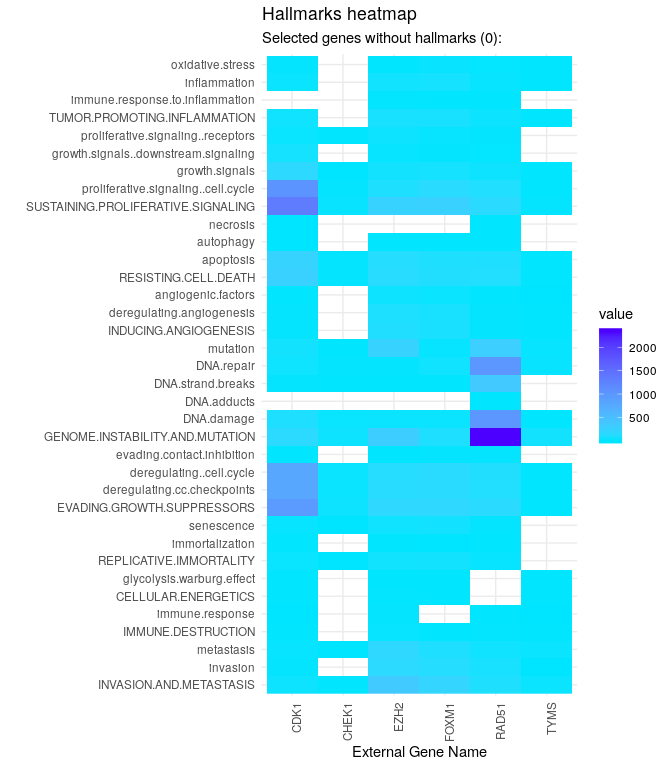 Hallmarks heatmap
Selected genes without hallmarks (0):
oxidative.stress
inflammation
immune.response.to.inflammation
TUMOR.PROMOTING.INFLAMMATION
proliferative.signaling..receptors
growth.signals..downstream.signaling
growth.signals
proliferative.signaling..cell.cycle
SUSTAINING.PROLIFERATIVE.SIGNALING
necrosis
autophagy
apoptosis
RESISTING.CELL.DEATH
angiogenic.factors
deregulating.angiogenesis
INDUCING.ANGIOGENESIS
mutation
DNA.repair
DNA.strand.breaks
DNA.adducts
DNA.damage
GENOME.INSTABILITY.AND.MUTATION
evading.contact.inhibition
deregulating..cell.cycle
deregulating.cc.checkpoints
EVADING.GROWTH.SUPPRESSORS
senescence
immortalization
REPLICATIVE.IMMORTALITY
glycolysis.warburg.effect
CELLULAR.ENERGETICS
immune.response
IMMUNE.DESTRUCTION
metastasis
invasion
INVASION.AND.METASTASIS
CDK1
CHEK1
EZH2
FOXM1
RAD51
TYMS
External Gene Name
value
2000
1500
1000
500